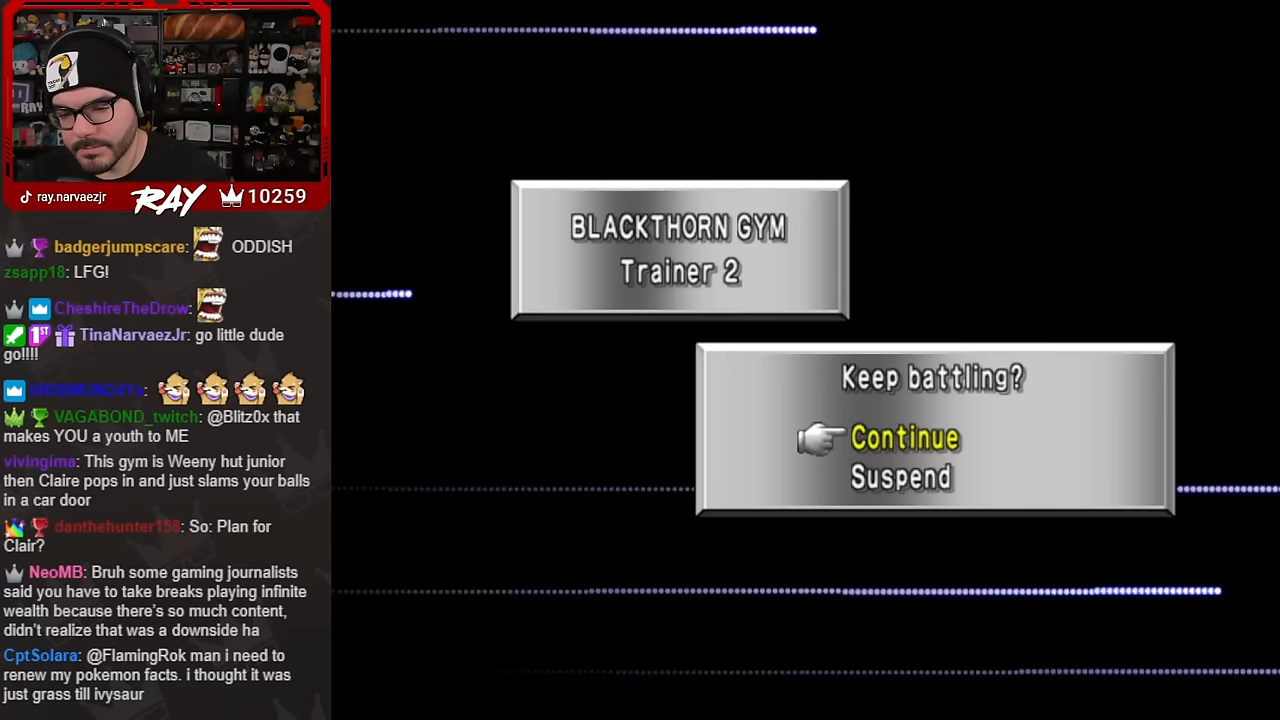 ray.narvaezjr RAY 10259
badgerjumpscare: ODDISH
zsapp18: LFG!
CheshireTheDrow:
1ST TinaNarvaezJr: go little dude
go!!!!
VAGABOND_twitch: @Blitz0x that
makes YOU a youth to ME
vivingima: This gym is Weeny hut junior
then Claire pops in and just slams your balls
in a car door
danthehunter158: So: Plan for
Clair?
NeoMB: Bruh some gaming journalists
said you have to take breaks playing infinite
wealth because there's so much content,
didn't realize that was a downside ha
CptSolara: @FlamingRok man i need to
renew my pokemon facts. i thought it was
just grass till ivysaur
BLACKTHORN GYM
Trainer 2
Keep battling?
Continue
Suspend